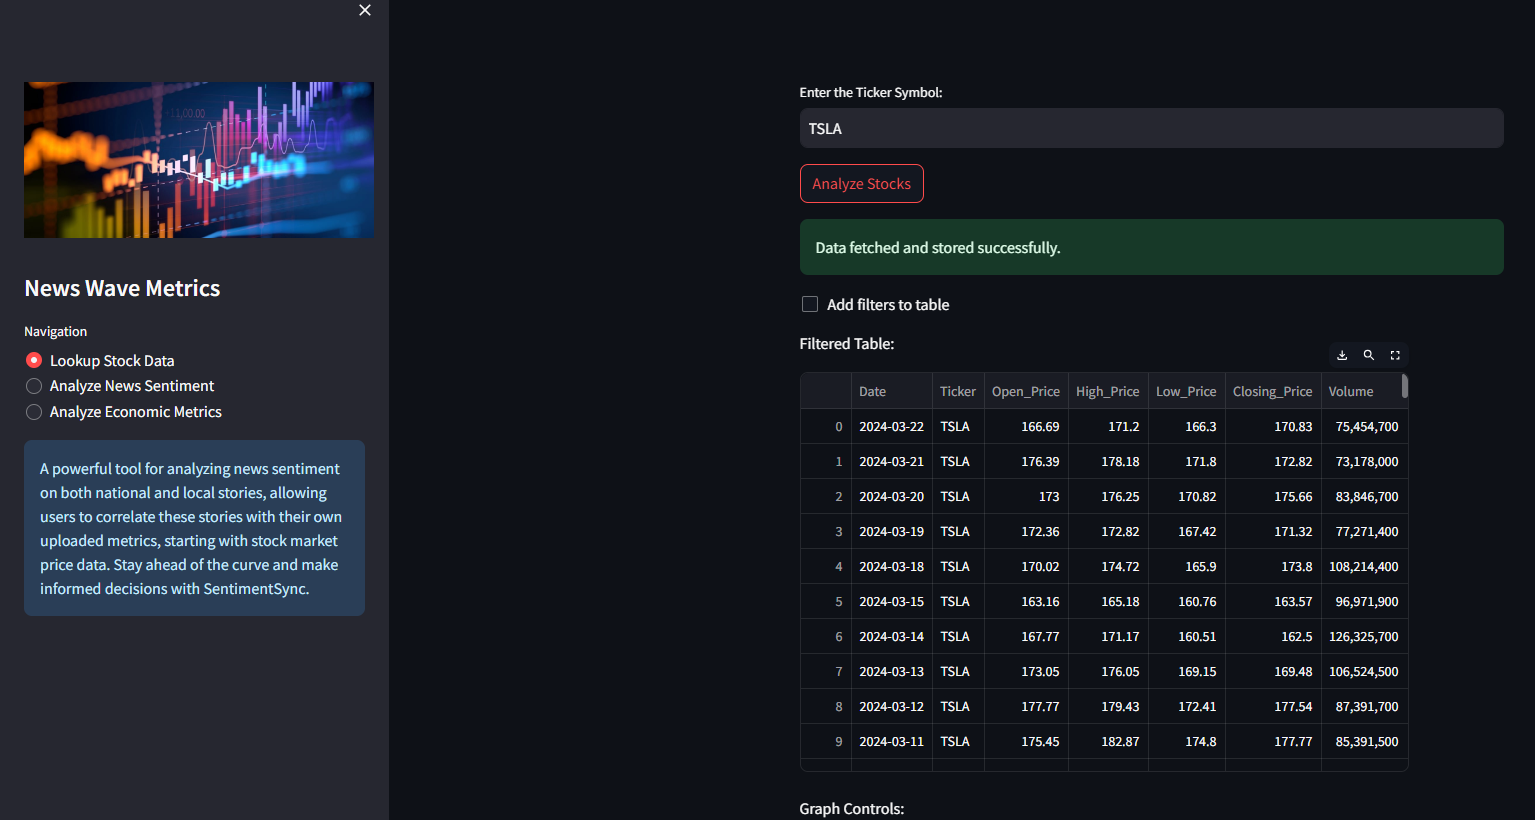 +11,00.00
News Wave Metrics
Navigation
Lookup Stock Data
Analyze News Sentiment
Analyze Economic Metrics
A powerful tool for analyzing news sentiment
on both national and local stories, allowing
users to correlate these stories with their own
uploaded metrics, starting with stock market
price data. Stay ahead of the curve and make
informed decisions with SentimentSync.
Enter the Ticker Symbol:
TSLA
Analyze Stocks
Data fetched and stored successfully.
Add filters to table
Filtered Table:
Date Ticker Open_Price High_Price Low_Price Closing_Price Volume
0 2024-03-22 TSLA 166.69 171.2 166.3 170.83 75,454,700
1 2024-03-21 TSLA 176.39 178.18 171.8 172.82 73,178,000
2 2024-03-20 TSLA 173 176.25 170.82 175.66 83,846,700
3 2024-03-19 TSLA 172.36 172.82 167.42 171.32 77,271,400
4 2024-03-18 TSLA 170.02 174.72 165.9 173.8 108,214,400
5 2024-03-15 TSLA 163.16 165.18 160.76 163.57 96,971,900
6 2024-03-14 TSLA 167.77 171.17 160.51 162.5 126,325,700
7 2024-03-13 TSLA 173.05 176.05 169.15 169.48 106,524,500
8 2024-03-12 TSLA 177.77 179.43 172.41 177.54 87,391,700
9 2024-03-11 TSLA 175.45 182.87 174.8 177.77 85,391,500
Graph Controls: